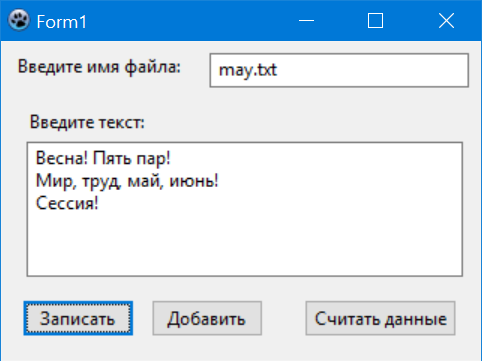 Form1
Введите имя файла: may.txt
Введите текст:
Весна! Пять пар!
Мир, труд, май, июнь!
Сессия!
Записать Добавить Считать данные